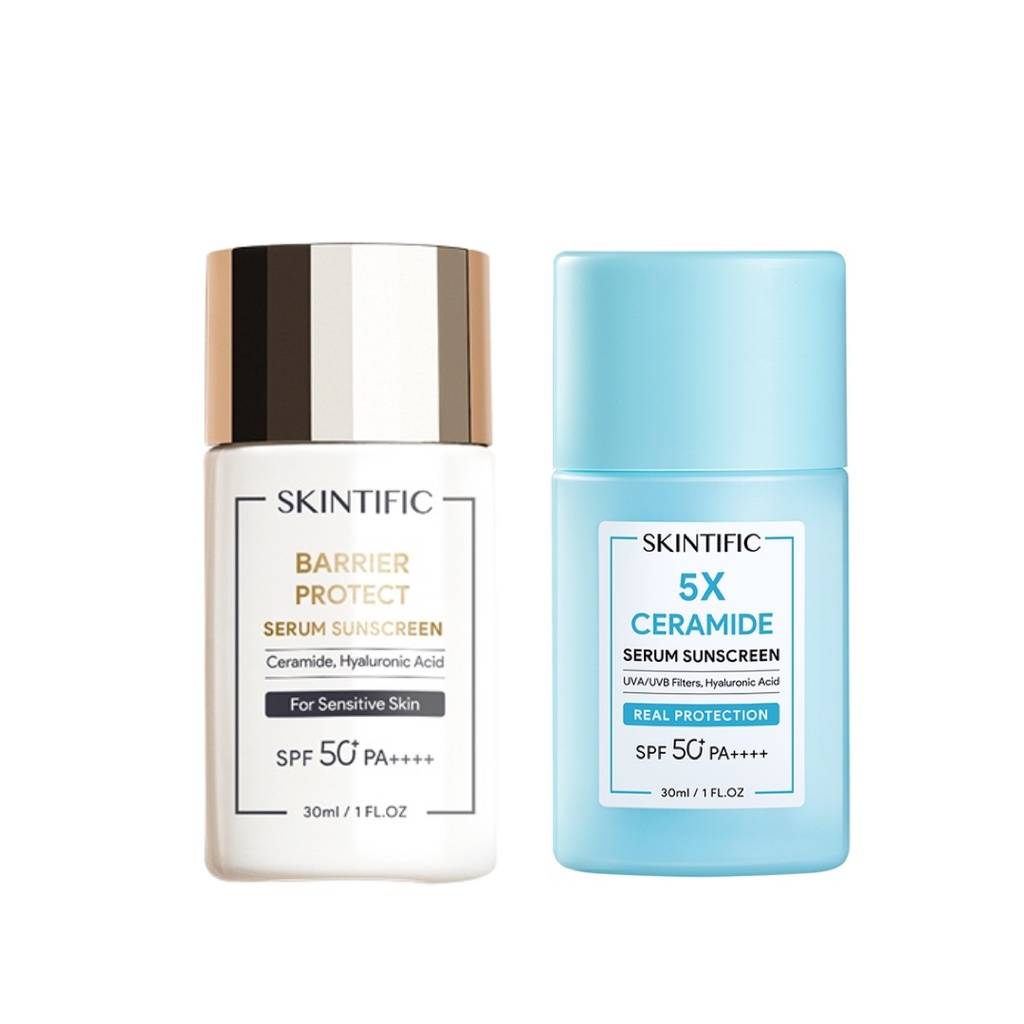 SKINTIFIC
BARRIER
PROTECT
SERUM SUNSCREEN
Ceramide, Hyaluronic Acid
For Sensitive Skin
SPF 50+ PA++++
30ml / 1 FL.OZ
SKINTIFIC
5X
CERAMIDE
SERUM SUNSCREEN
UVA/UVB Filters, Hyaluronic Acid
REAL PROTECTION
SPF 50+ PA++++
30ml / 1 FL.OZ